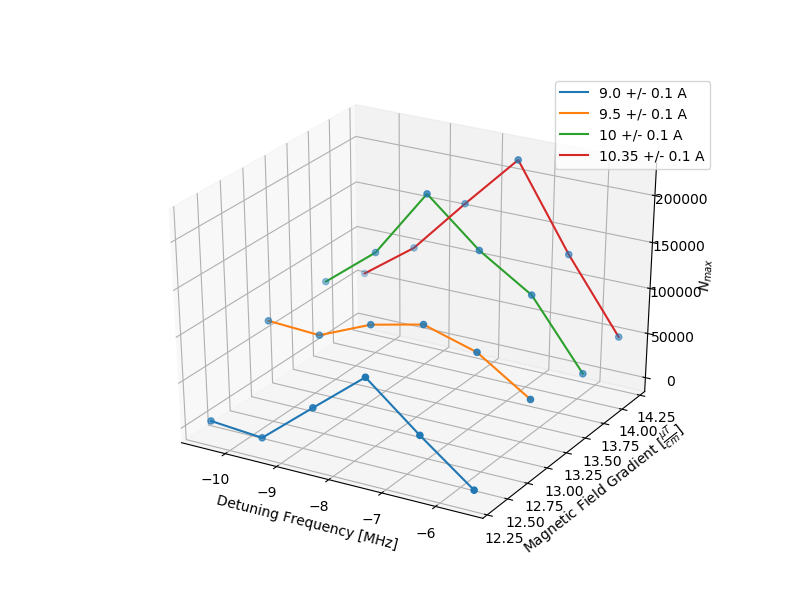 9.0 +/- 0.1 A
9.5 +/- 0.1 A
10 +/- 0.1 A
10.35 +/- 0.1 A
200000
150000
100000
50000
0
N_max
14.25
14.00
13.75
13.50
13.25
13.00
12.75
12.50
12.25
Magnetic Field Gradient [μT/cm]
−10
−9
−8
−7
−6
Detuning Frequency [MHz]